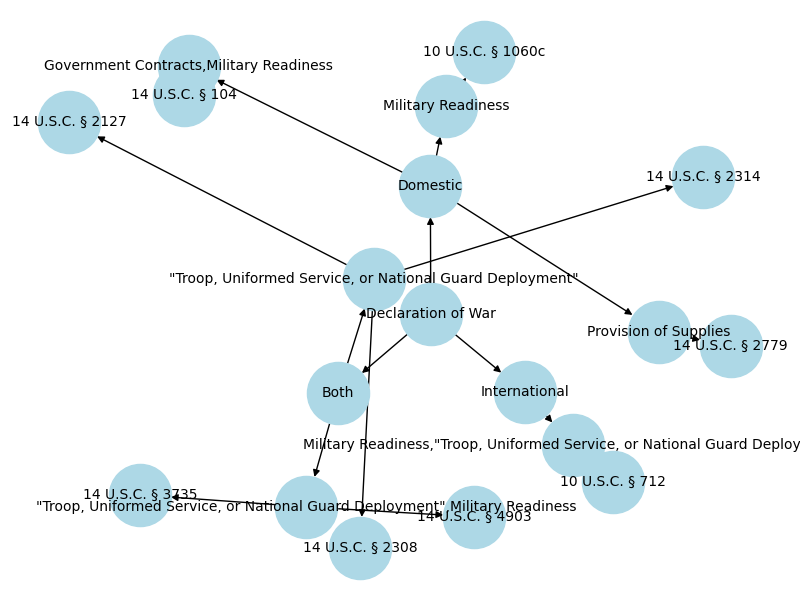 10 U.S.C. § 1060c
Government Contracts,Military Readiness
14 U.S.C. § 104
Military Readiness
14 U.S.C. § 2127
14 U.S.C. § 2314
Domestic
"Troop, Uniformed Service, or National Guard Deployment"
Declaration of War
Provision of Supplies
14 U.S.C. § 2779
Both
International
Military Readiness,"Troop, Uniformed Service, or National Guard Deploy
10 U.S.C. § 712
14 U.S.C. § 3735
"Troop, Uniformed Service, or National Guard Deployment",Military Readiness
14 U.S.C. § 4903
14 U.S.C. § 2308